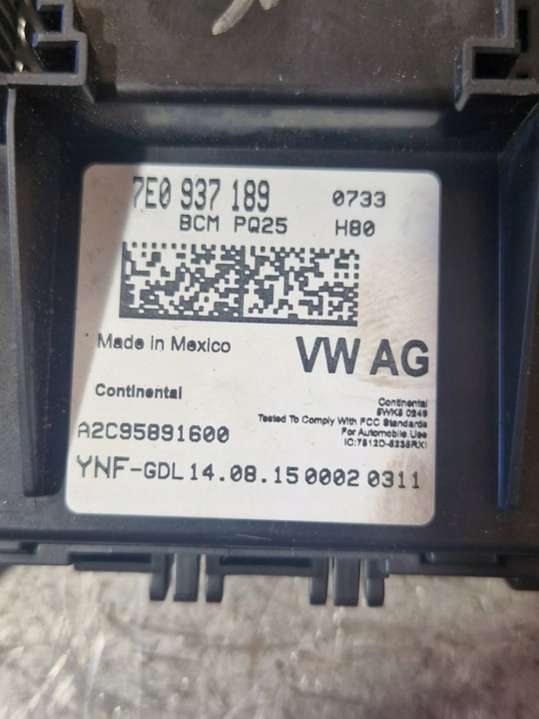 7E0 937 189 0733
BCM PQ25 H80
Made in Mexico VW AG
Continental
Continental
5WK5 0249
Tested To Comply With FCC Standards
For Automobile Use
A2C95891600
YNF-GDL 14.08.15 0002 0311